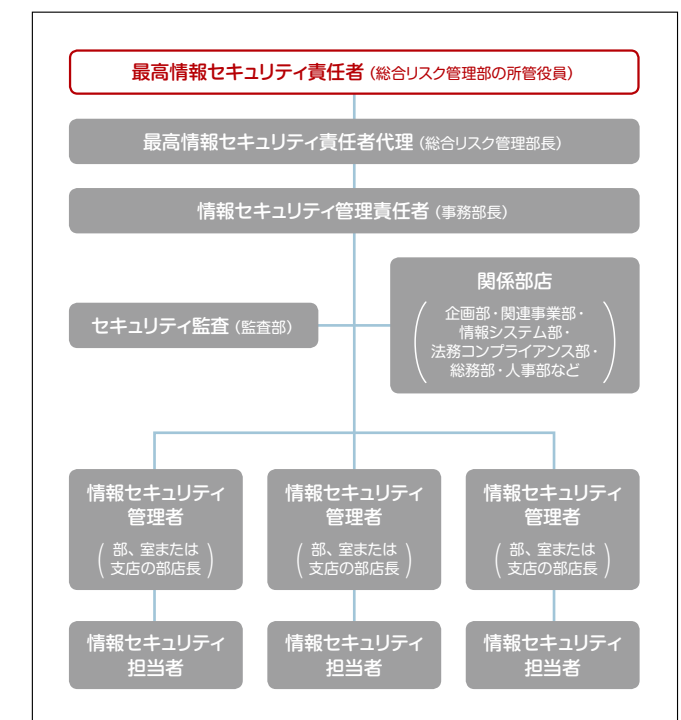 最高情報セキュリティ責任者（総合リスク管理部の所管役員）
最高情報セキュリティ責任者代理（総合リスク管理部長）
情報セキュリティ管理責任者（事務部長）
セキュリティ監査（監査部）
関係部店
（企画部・関連事業部・
情報システム部・
法務コンプライアンス部・
総務部・人事部など）
情報セキュリティ
管理者
（部、室または
支店の部店長）
情報セキュリティ
管理者
（部、室または
支店の部店長）
情報セキュリティ
管理者
（部、室または
支店の部店長）
情報セキュリティ
担当者
情報セキュリティ
担当者
情報セキュリティ
担当者